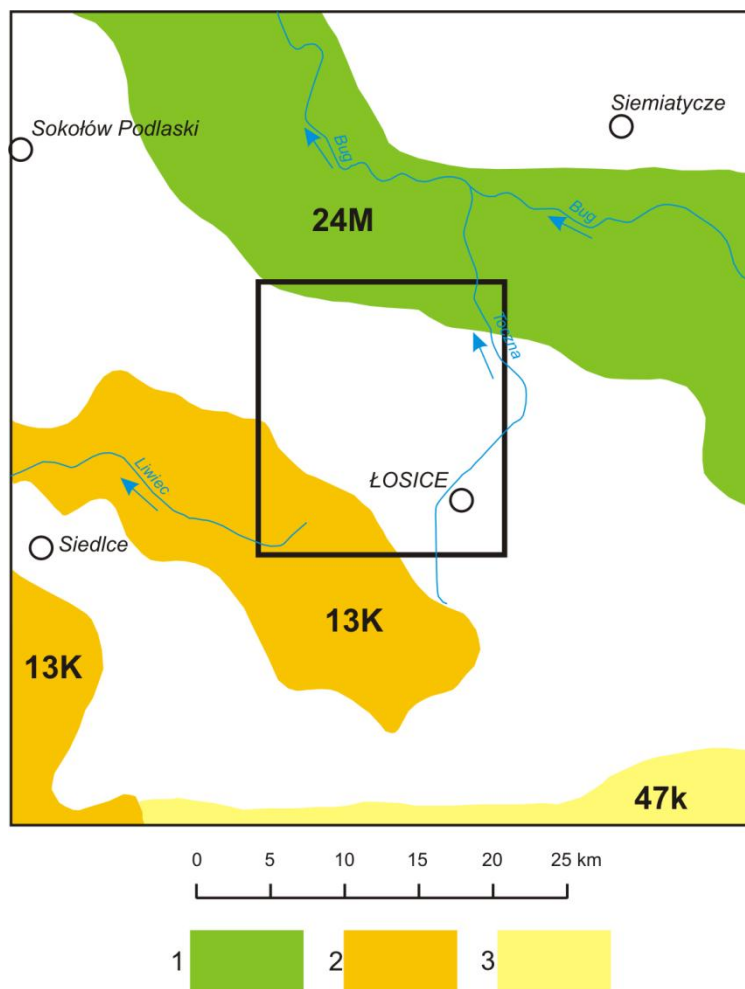 Siemiatycze
Sokołów Podlaski
Bug
24M
Bug
Toczna
ŁOSICE
Liwiec
Siedlce
13K
13K
47k
0 5 10 15 20 25 km
1 2 3